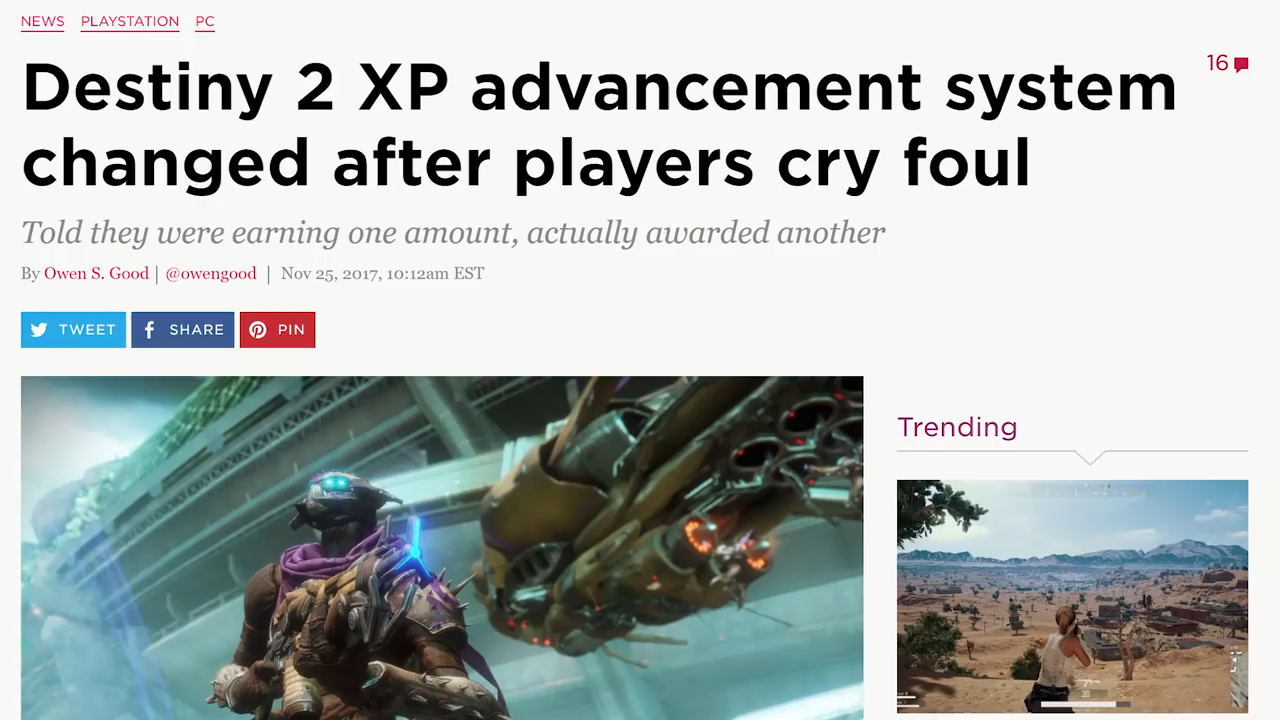 NEWS PLAYSTATION PC
Destiny 2 XP advancement system
changed after players cry foul
16
Told they were earning one amount, actually awarded another
By Owen S. Good | @owengood | Nov 25, 2017, 10:12am EST
TWEET SHARE PIN
Trending
30